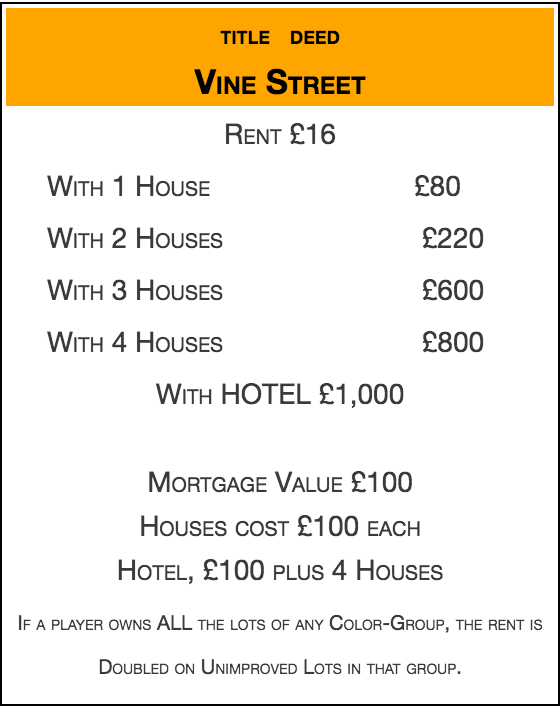 TITLE DEED
VINE STREET
RENT £16
WITH 1 HOUSE £80
WITH 2 HOUSES £220
WITH 3 HOUSES £600
WITH 4 HOUSES £800
WITH HOTEL £1,000
MORTGAGE VALUE £100
HOUSES COST £100 EACH
HOTEL, £100 PLUS 4 HOUSES
IF A PLAYER OWNS ALL THE LOTS OF ANY COLOR-GROUP, THE RENT IS
DOUBLED ON UNIMPROVED LOTS IN THAT GROUP.